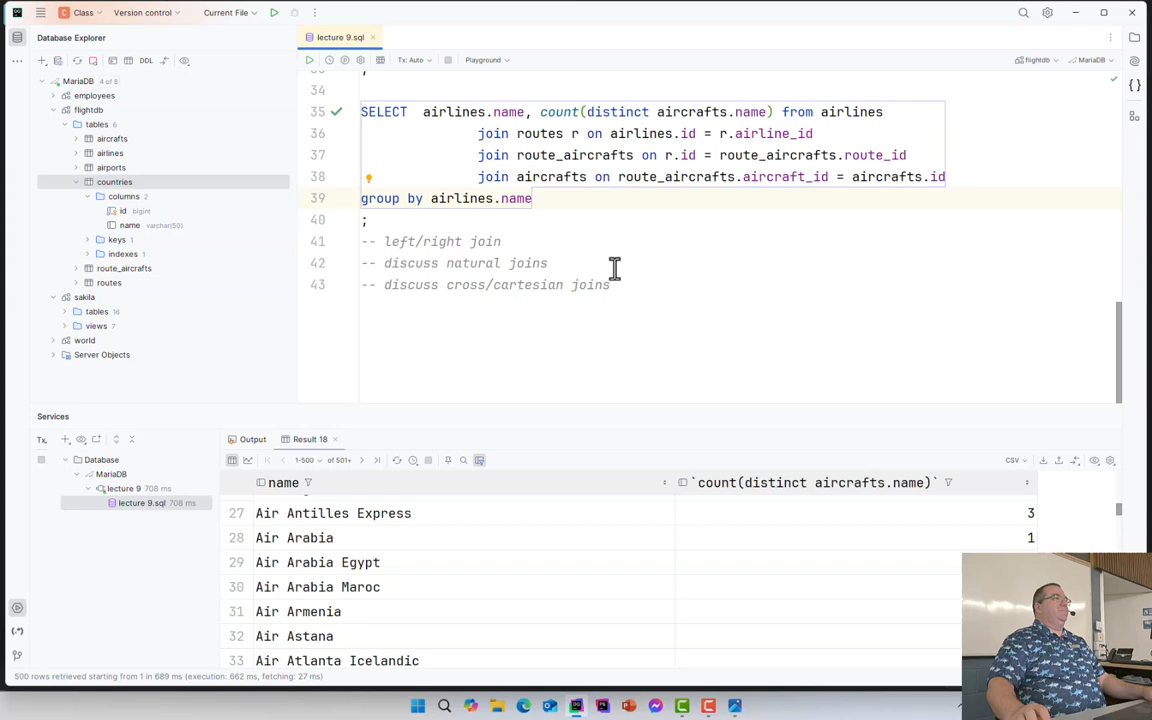 C Class Version control Current File
Database Explorer
lecture 9.sql
DDL
Tx: Auto Playground flightdb MariaDB
MariaDB 4 of 8
employees
flightdb
tables 6
aircrafts
airlines
airports
countries
columns 2
id bigint
name varchar(50)
keys 1
indexes 1
route_aircrafts
routes
sakila
tables 16
views 7
world
Server Objects
34
35 SELECT airlines.name, count(distinct aircrafts.name) from airlines
36 join routes r on airlines.id = r.airline_id
37 join route_aircrafts on r.id = route_aircrafts.route_id
38 join aircrafts on route_aircrafts.aircraft_id = aircrafts.id
39 group by airlines.name
40 ;
41 -- left/right join
42 -- discuss natural joins
43 -- discuss cross/cartesian joins
Services
Tx
Database
MariaDB
lecture 9 708 ms
lecture 9.sql 708 ms
Output Result 18
1-500 of 501+ CSV
name `count(distinct aircrafts.name)`
27 Air Antilles Express 3
28 Air Arabia 1
29 Air Arabia Egypt
30 Air Arabia Maroc
31 Air Armenia
32 Air Astana
33 Air Atlanta Icelandic
500 rows retrieved starting from 1 in 689 ms (execution: 662 ms, fetching: 27 ms)